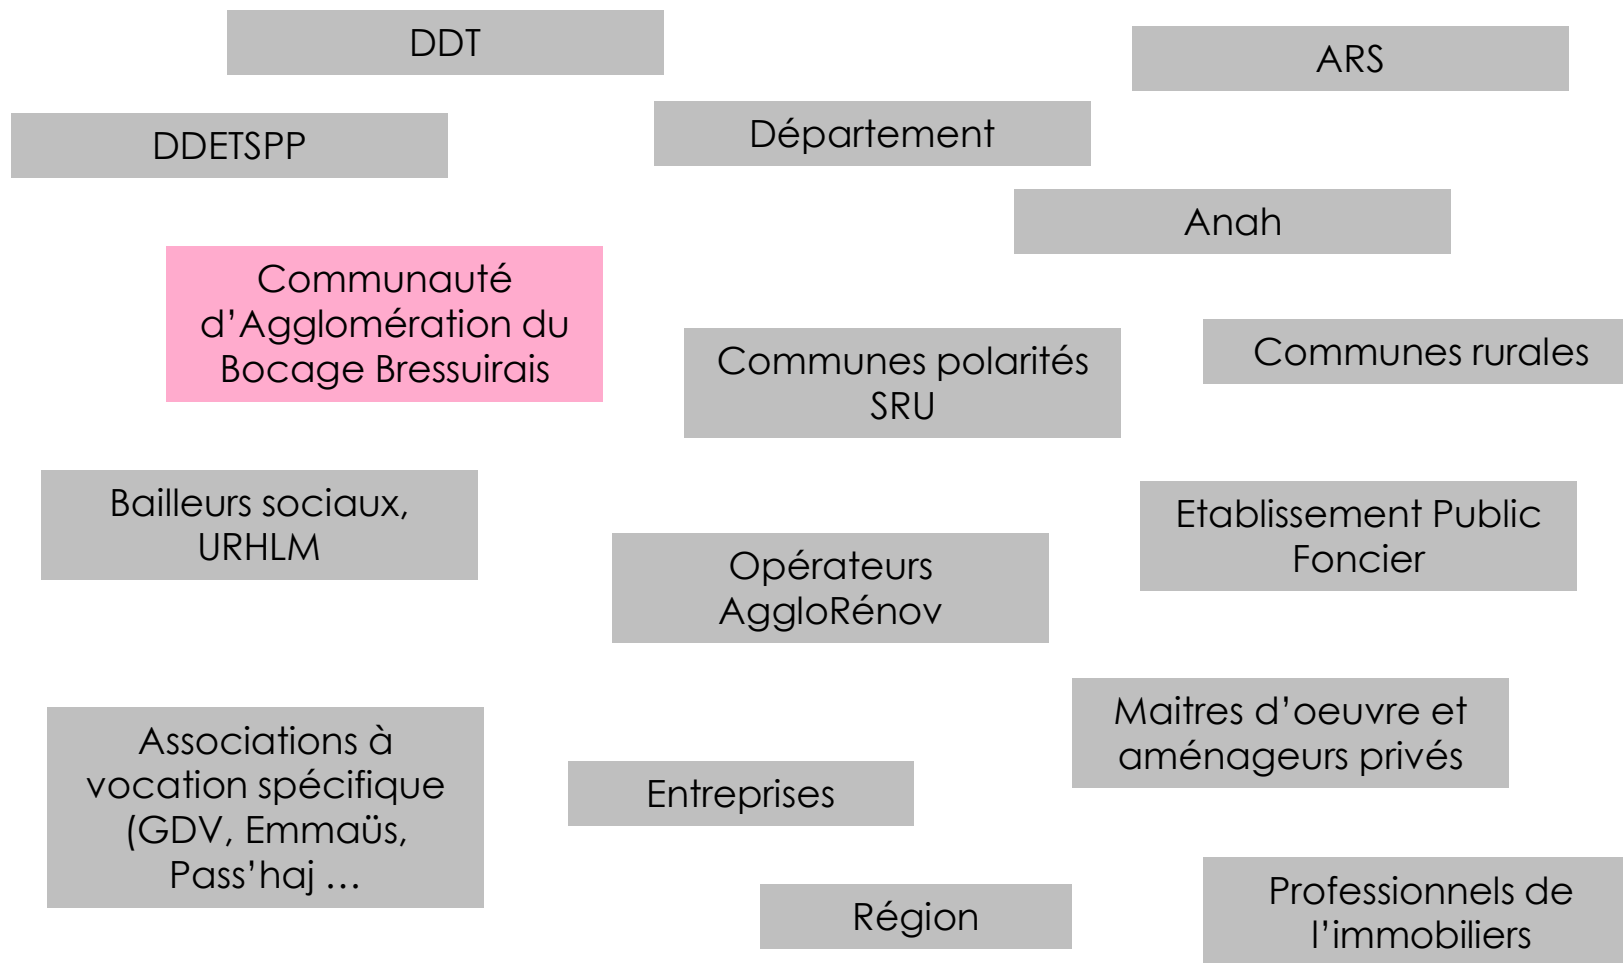 DDT
ARS
DDETSPP
Département
Anah
Communauté
d’Agglomération du
Bocage Bressuirais
Communes polarités
SRU
Communes rurales
Bailleurs sociaux,
URHLM
Etablissement Public
Foncier
Opérateurs
AggloRénov
Maitres d’oeuvre et
aménageurs privés
Associations à
vocation spécifique
(GDV, Emmaüs,
Pass’haj …
Entreprises
Région
Professionnels de
l’immobiliers